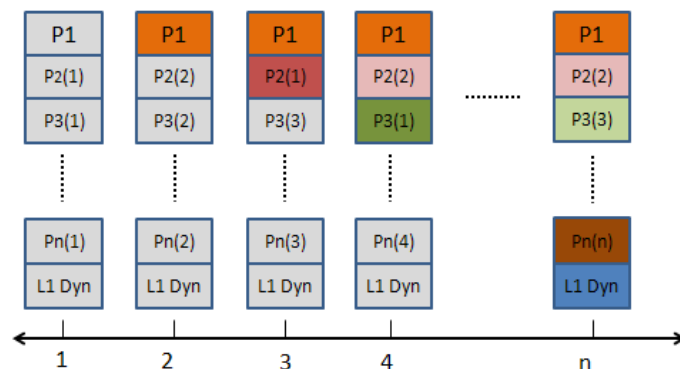 P1 P1 P1 P1 P1
P2(1) P2(2) P2(1) P2(2) P2(2)
P3(1) P3(2) P3(3) P3(1) P3(3)
Pn(1) Pn(2) Pn(3) Pn(4) Pn(n)
L1 Dyn L1 Dyn L1 Dyn L1 Dyn L1 Dyn
1 2 3 4 n